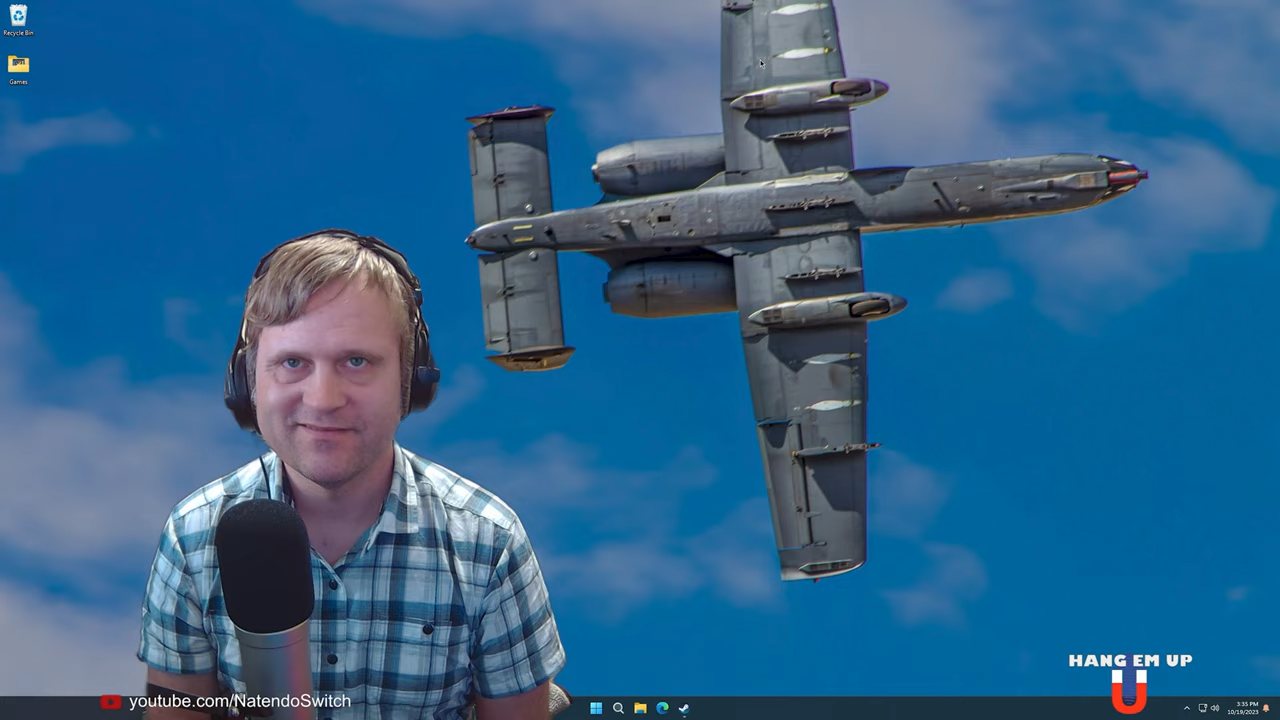 Recycle Bin
Games
HANG EM UP
youtube.com/NatendoSwitch
3:35 PM
10/19/2023